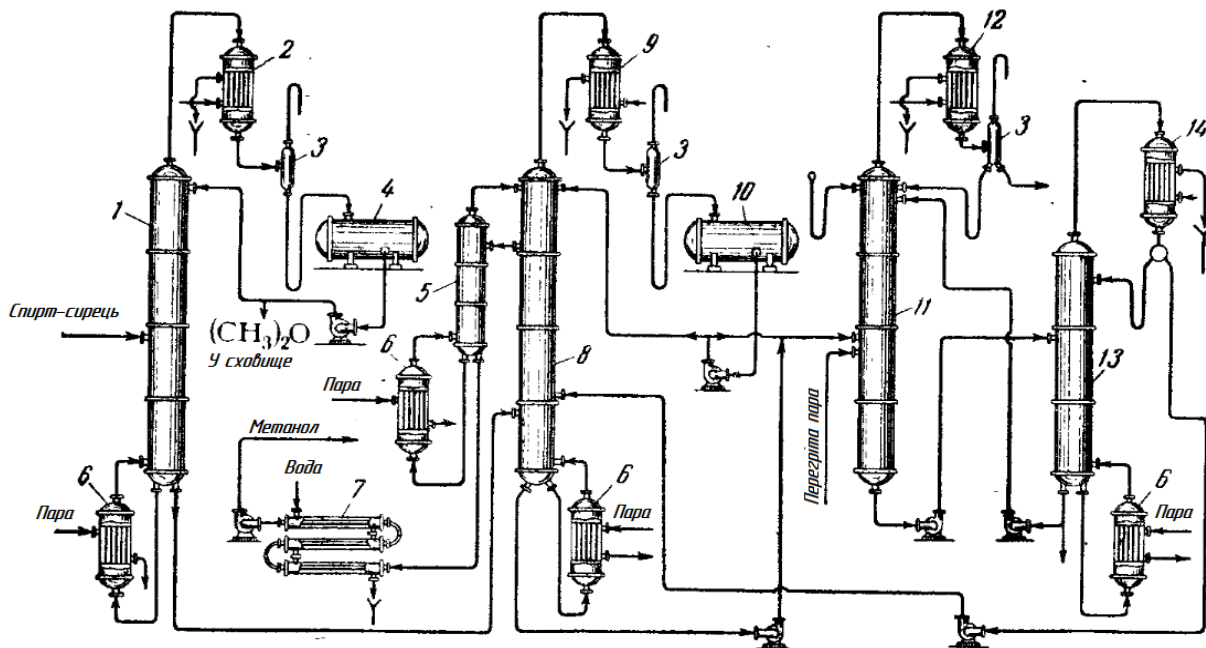 2
9
12
3
3
3
14
1
4
10
5
Спирт-сирець
11
(CH₃)₂O
У сховище
6
8
13
Пара
Перегріта пара
Метанол
Вода
6
7
6
6
Пара
Пара
Пара